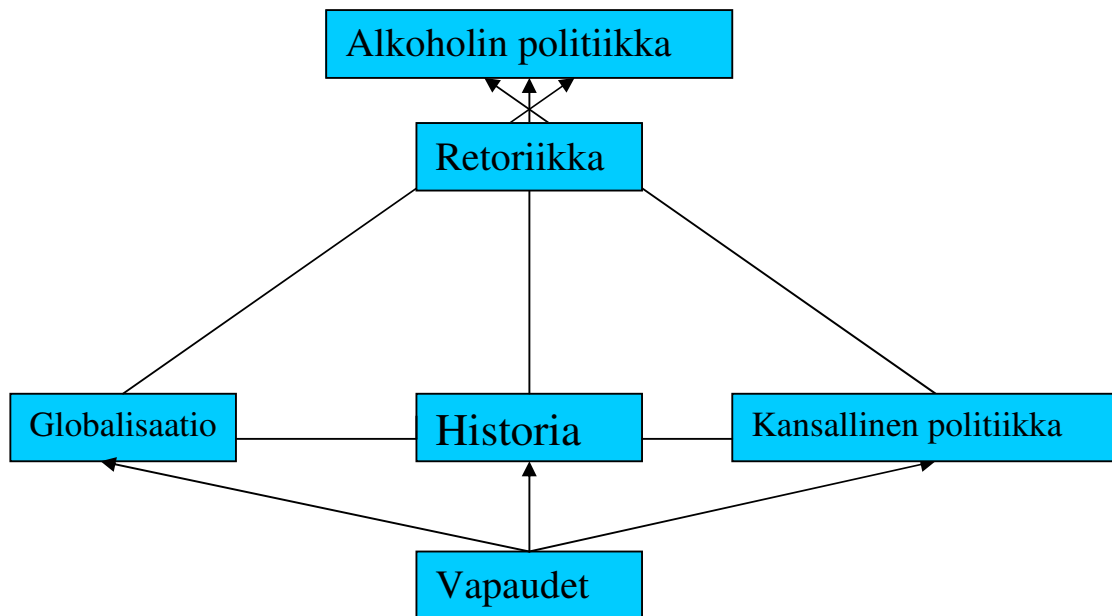 Alkoholin politiikka
Retoriikka
Globalisaatio
Historia
Kansallinen politiikka
Vapaudet